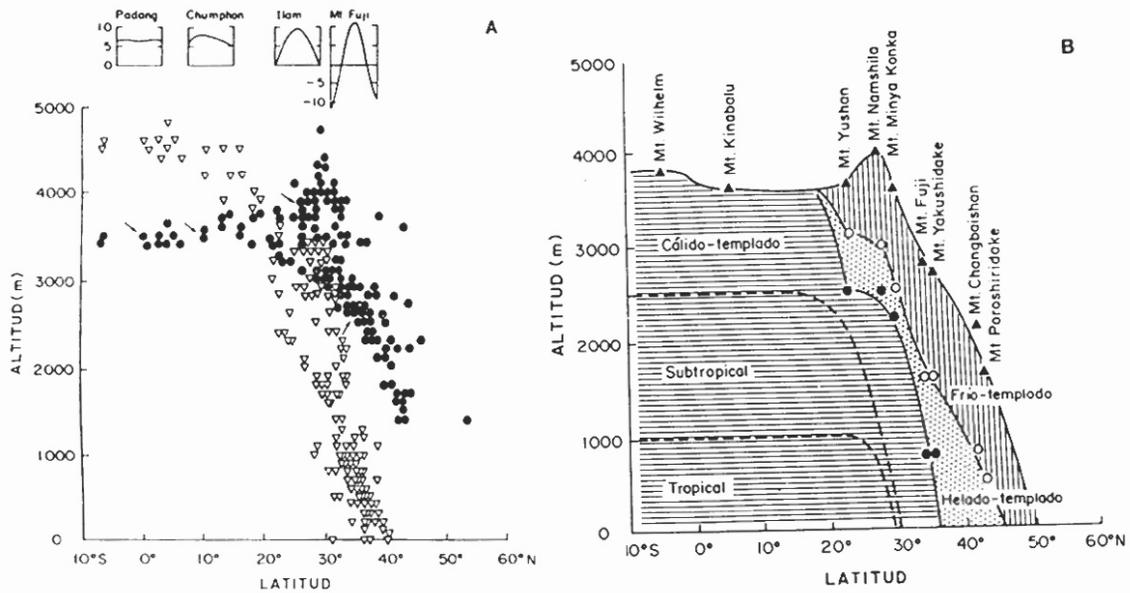 Padang Chumphon Ilam Mt Fuji
A
10
5
0
-5
-10
ALTITUD (m)
5000
4000
3000
2000
1000
0
10°S 0° 10° 20° 30° 40° 50° 60°N
LATITUD
B
Mt. Wilhelm
Mt. Kinabalu
Mt. Yushan
Mt. Namshila
Mt. Minya Konka
Mt. Fuji
Mt. Yakushidake
Mt. Changbaishan
Mt Poroshiridake
ALTITUD (m)
5000
4000
3000
2000
1000
0
Cálido-templado
Subtropical
Tropical
Frío-templado
Helado-templado
10°S 0° 10° 20° 30° 40° 50° 60°N
LATITUD